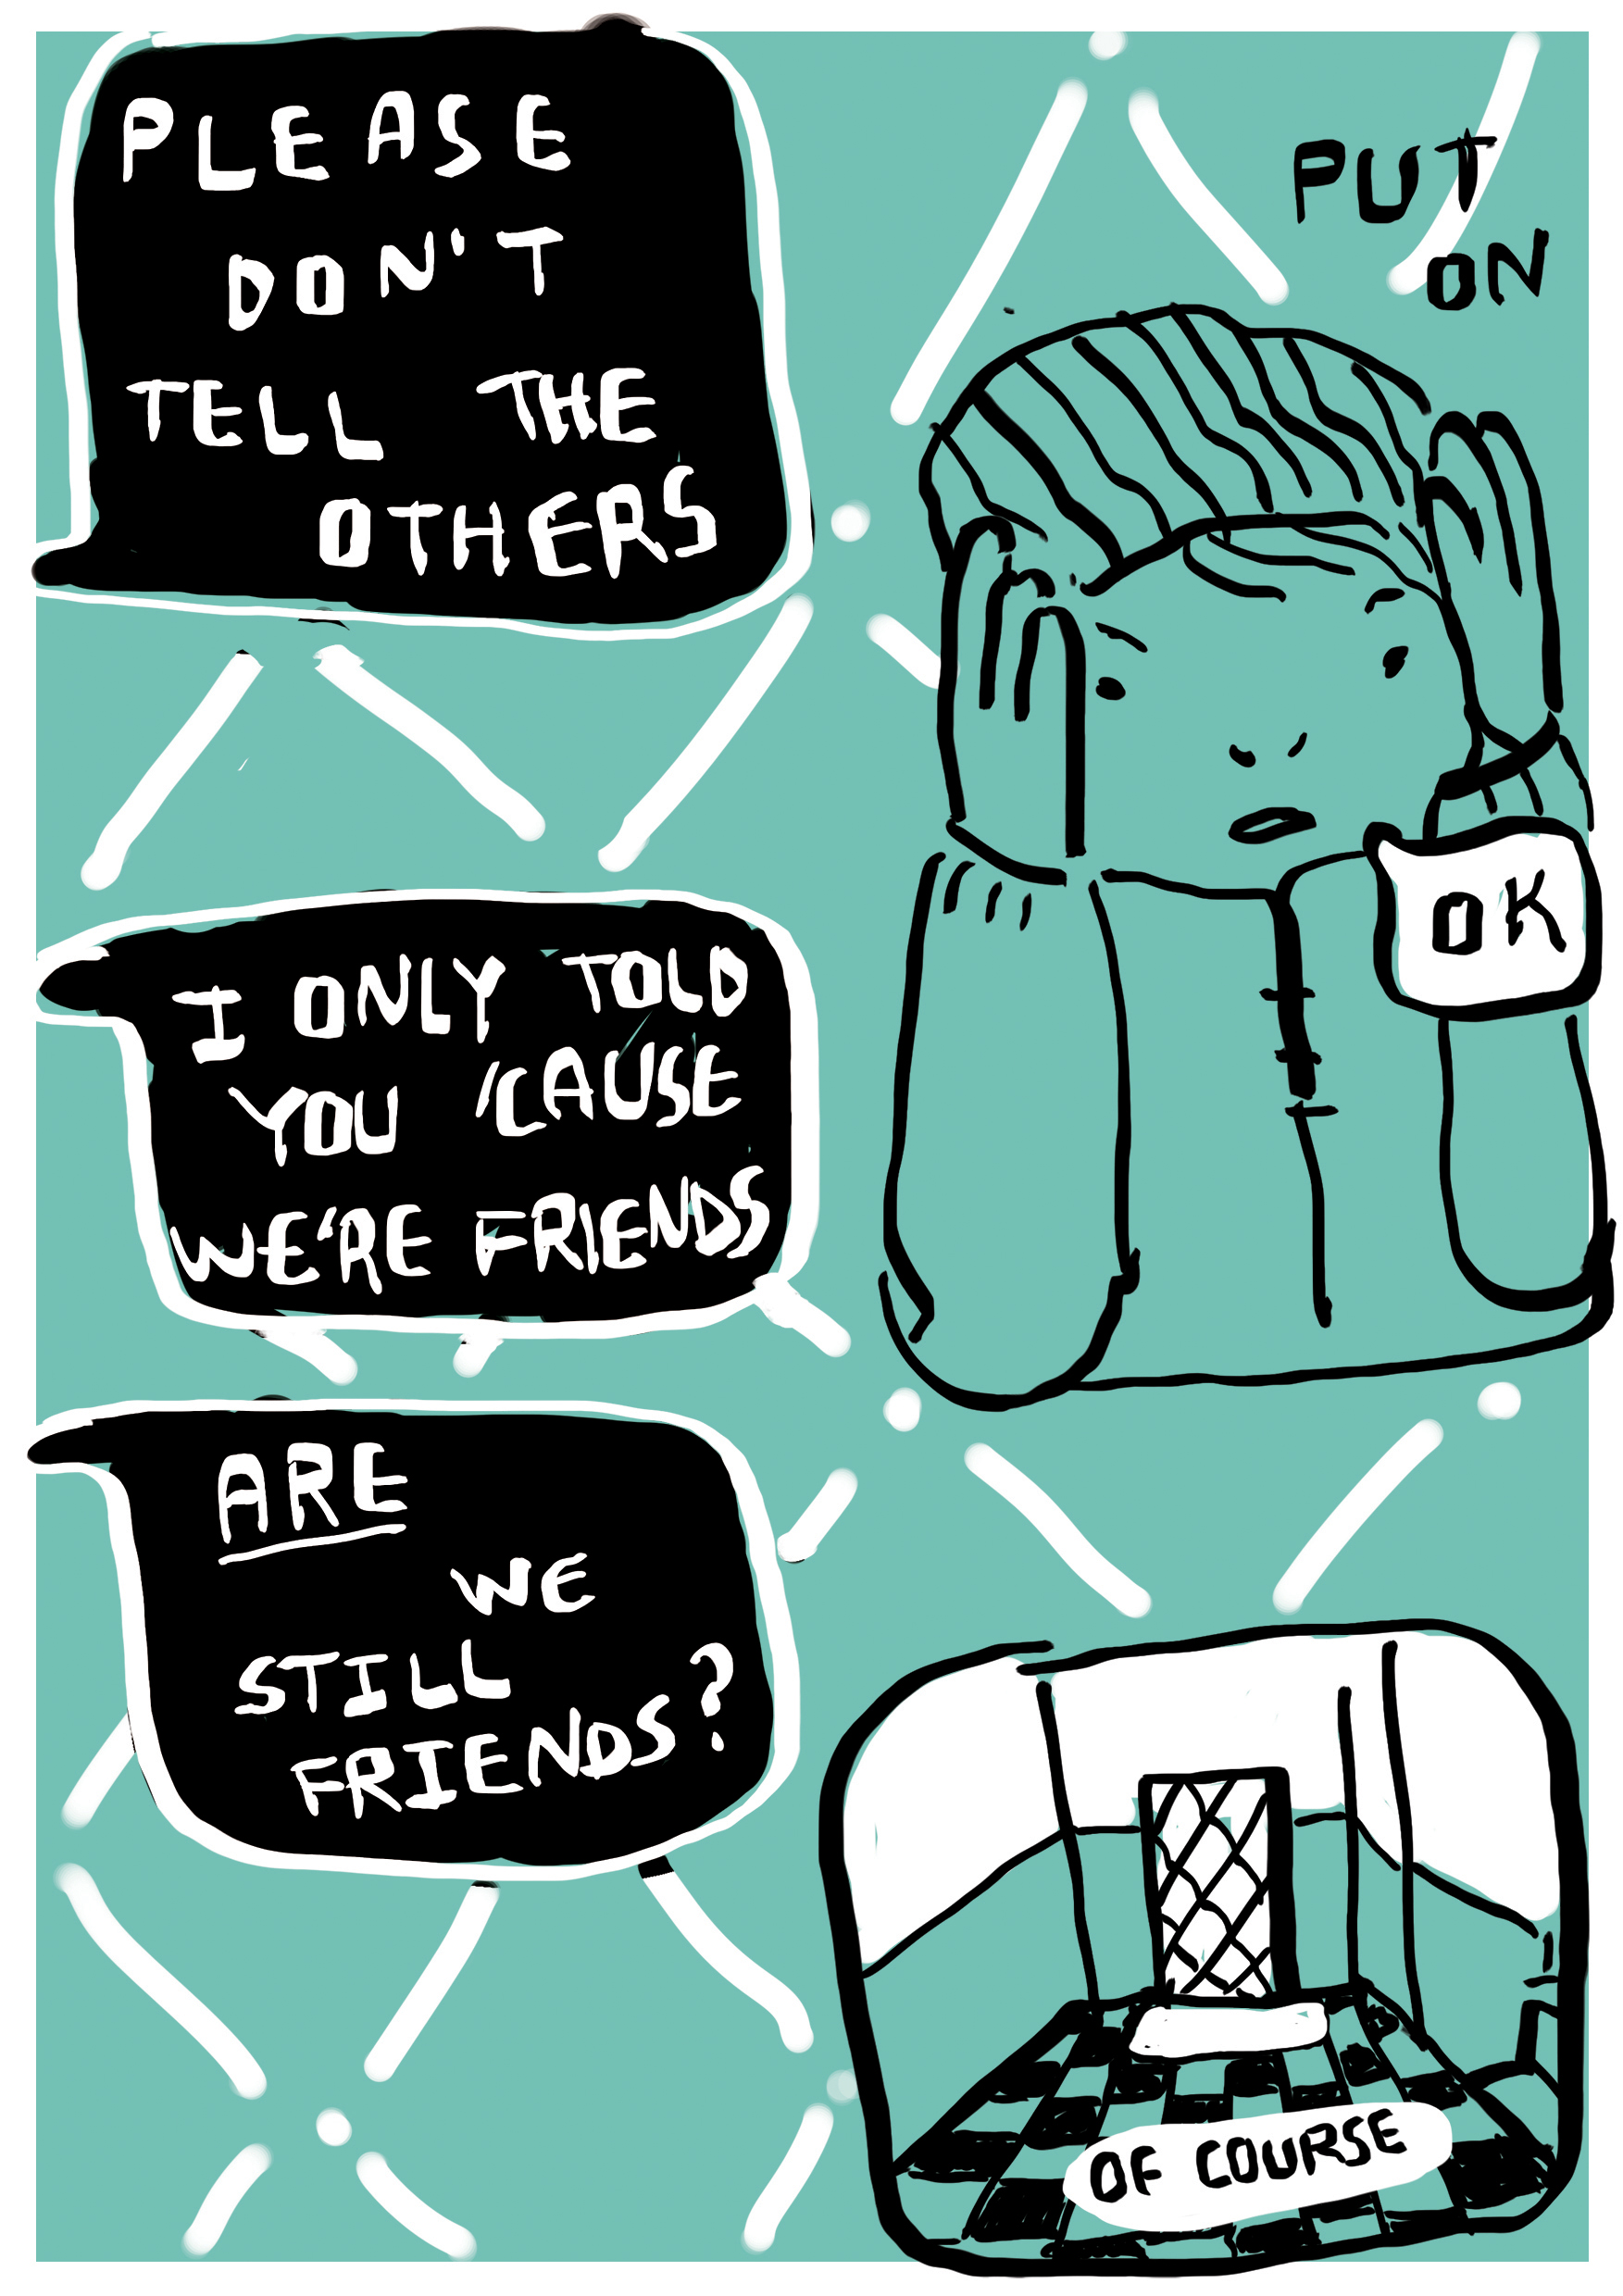 PLEASE
DON'T
TELL THE
OTHERS
PUT
ON
OK
I ONLY TOLD
YOU 'CAUSE
WE'RE FRIENDS
ARE
WE
STILL
FRIENDS?
OF COURSE